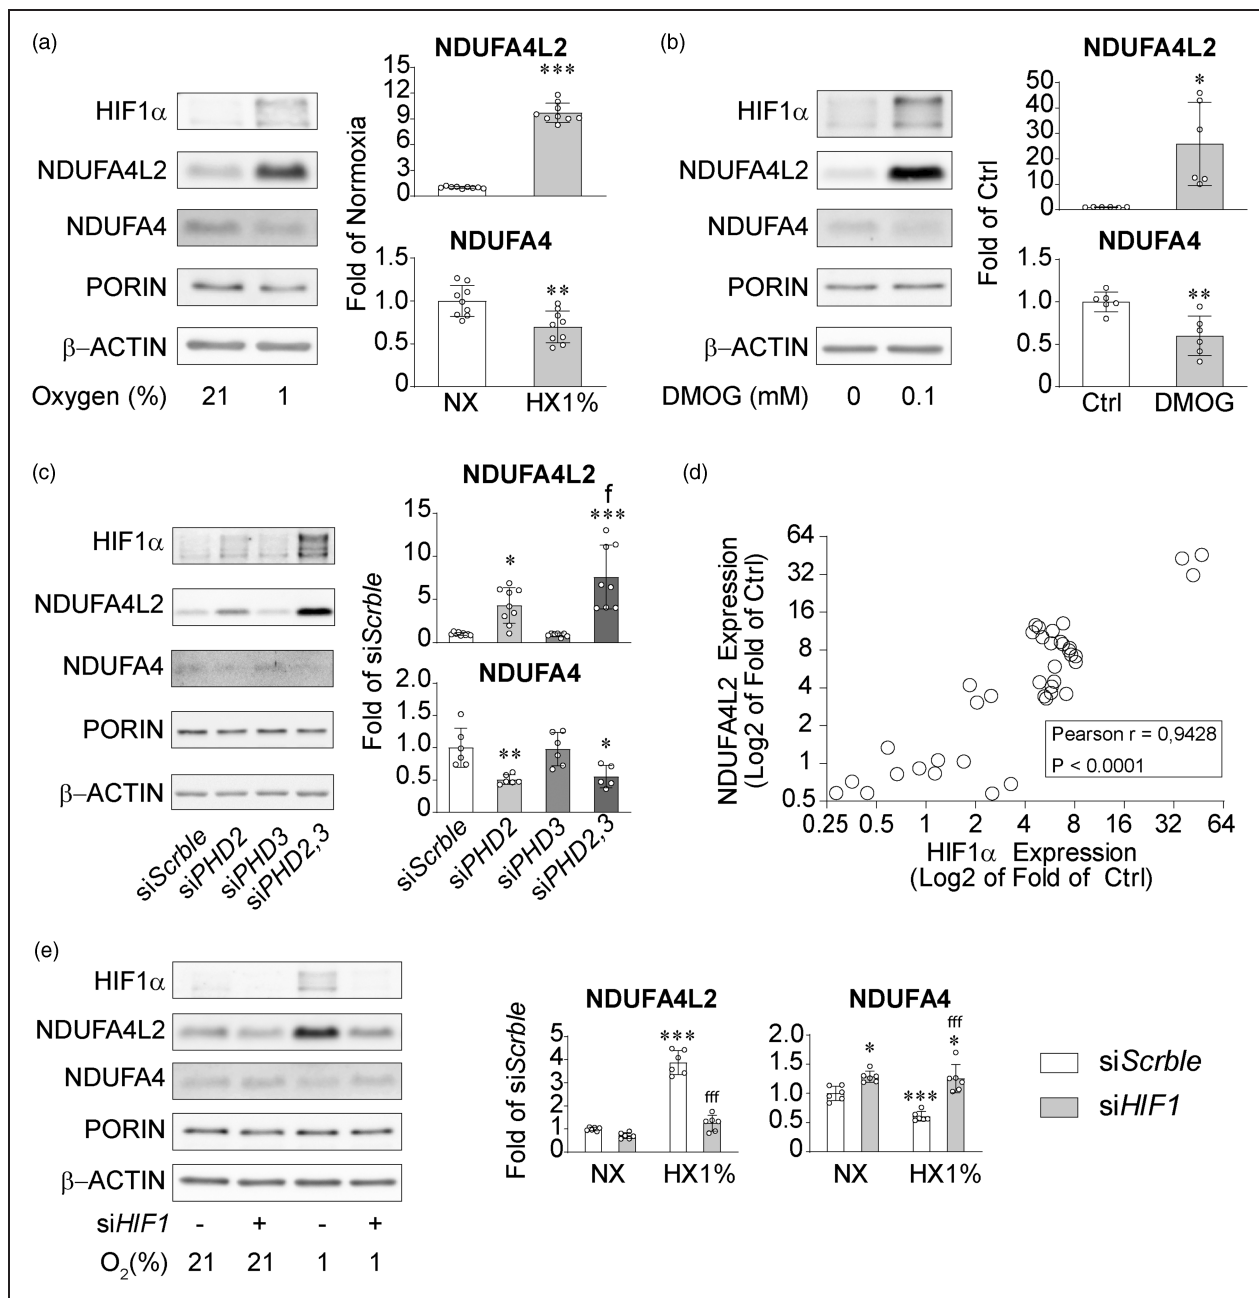 (a)
NDUFA4L2
HIF1α
NDUFA4L2
NDUFA4
PORIN
β–ACTIN
Oxygen (%) 21 1
Fold of Normoxia
15
12
9
6
3
0
***
NDUFA4
1.5
1.0
0.5
0
**
NX HX1%
(b)
NDUFA4L2
HIF1α
NDUFA4L2
NDUFA4
PORIN
β–ACTIN
DMOG (mM) 0 0.1
Fold of Ctrl
50
40
30
20
10
0
*
NDUFA4
1.5
1.0
0.5
0
**
Ctrl DMOG
(c)
HIF1α
NDUFA4L2
NDUFA4
PORIN
β–ACTIN
siScrble
siPHD2
siPHD3
siPHD2,3
NDUFA4L2
Fold of siScrble
15
10
5
0
*
f
***
NDUFA4
2.0
1.5
1.0
0.5
0
**
*
siScrble
siPHD2
siPHD3
siPHD2,3
(d)
NDUFA4L2 Expression
(Log2 of Fold of Ctrl)
64
32
16
8
4
2
1
0.5
Pearson r = 0,9428
P < 0.0001
0.25 0.5 1 2 4 8 16 32 64
HIF1α Expression
(Log2 of Fold of Ctrl)
(e)
HIF1α
NDUFA4L2
NDUFA4
PORIN
β–ACTIN
siHIF1 - + - +
O2(%) 21 21 1 1
NDUFA4L2
Fold of siScrble
5
4
3
2
1
0
***
fff
NX HX1%
NDUFA4
2.0
1.5
1.0
0.5
0
*
***
fff
*
NX HX1%
siScrble
siHIF1